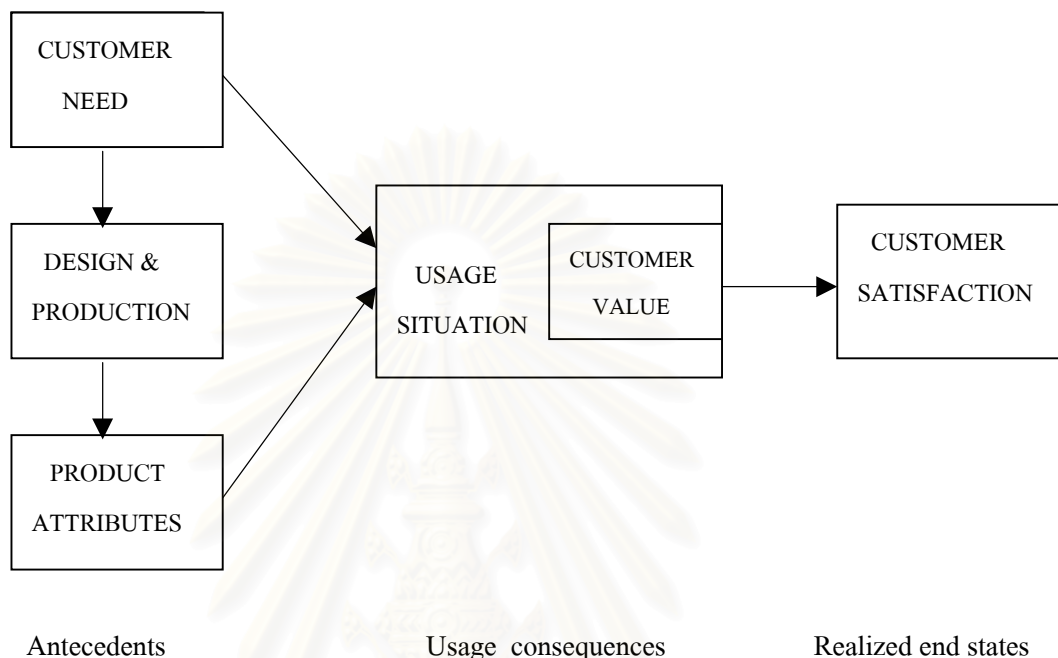 CUSTOMER
NEED
DESIGN &
PRODUCTION
PRODUCT
ATTRIBUTES
USAGE
SITUATION
CUSTOMER
VALUE
CUSTOMER
SATISFACTION
Antecedents
Usage consequences
Realized end states